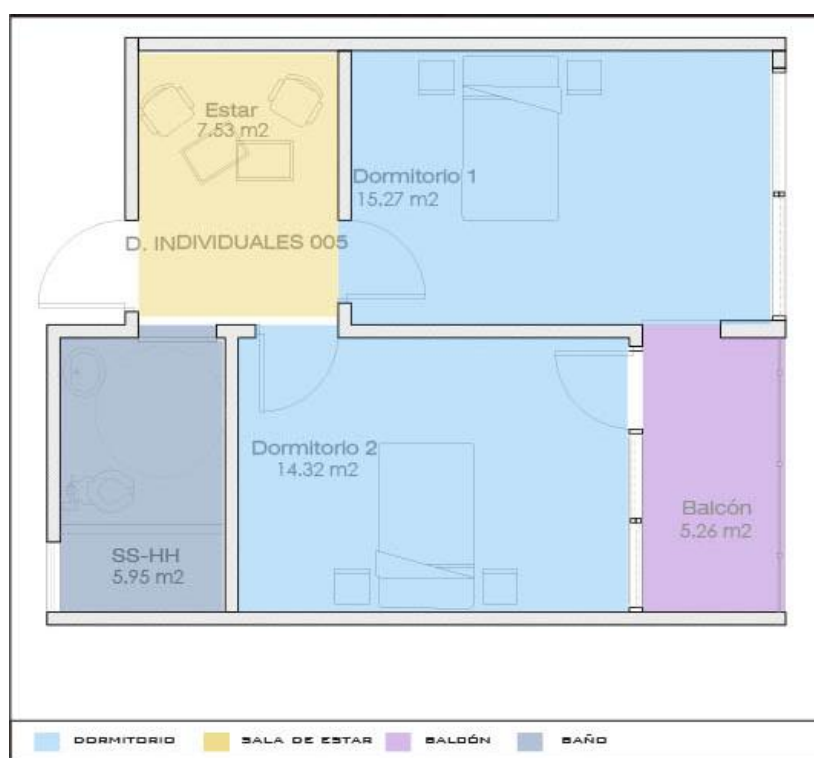 Estar
7.53 m2
Dormitorio 1
15.27 m2
D. INDIVIDUALES 005
Dormitorio 2
14.32 m2
Balcón
5.26 m2
SS-HH
5.95 m2
DORMITORIO SALA DE ESTAR BALDÓN BAÑO